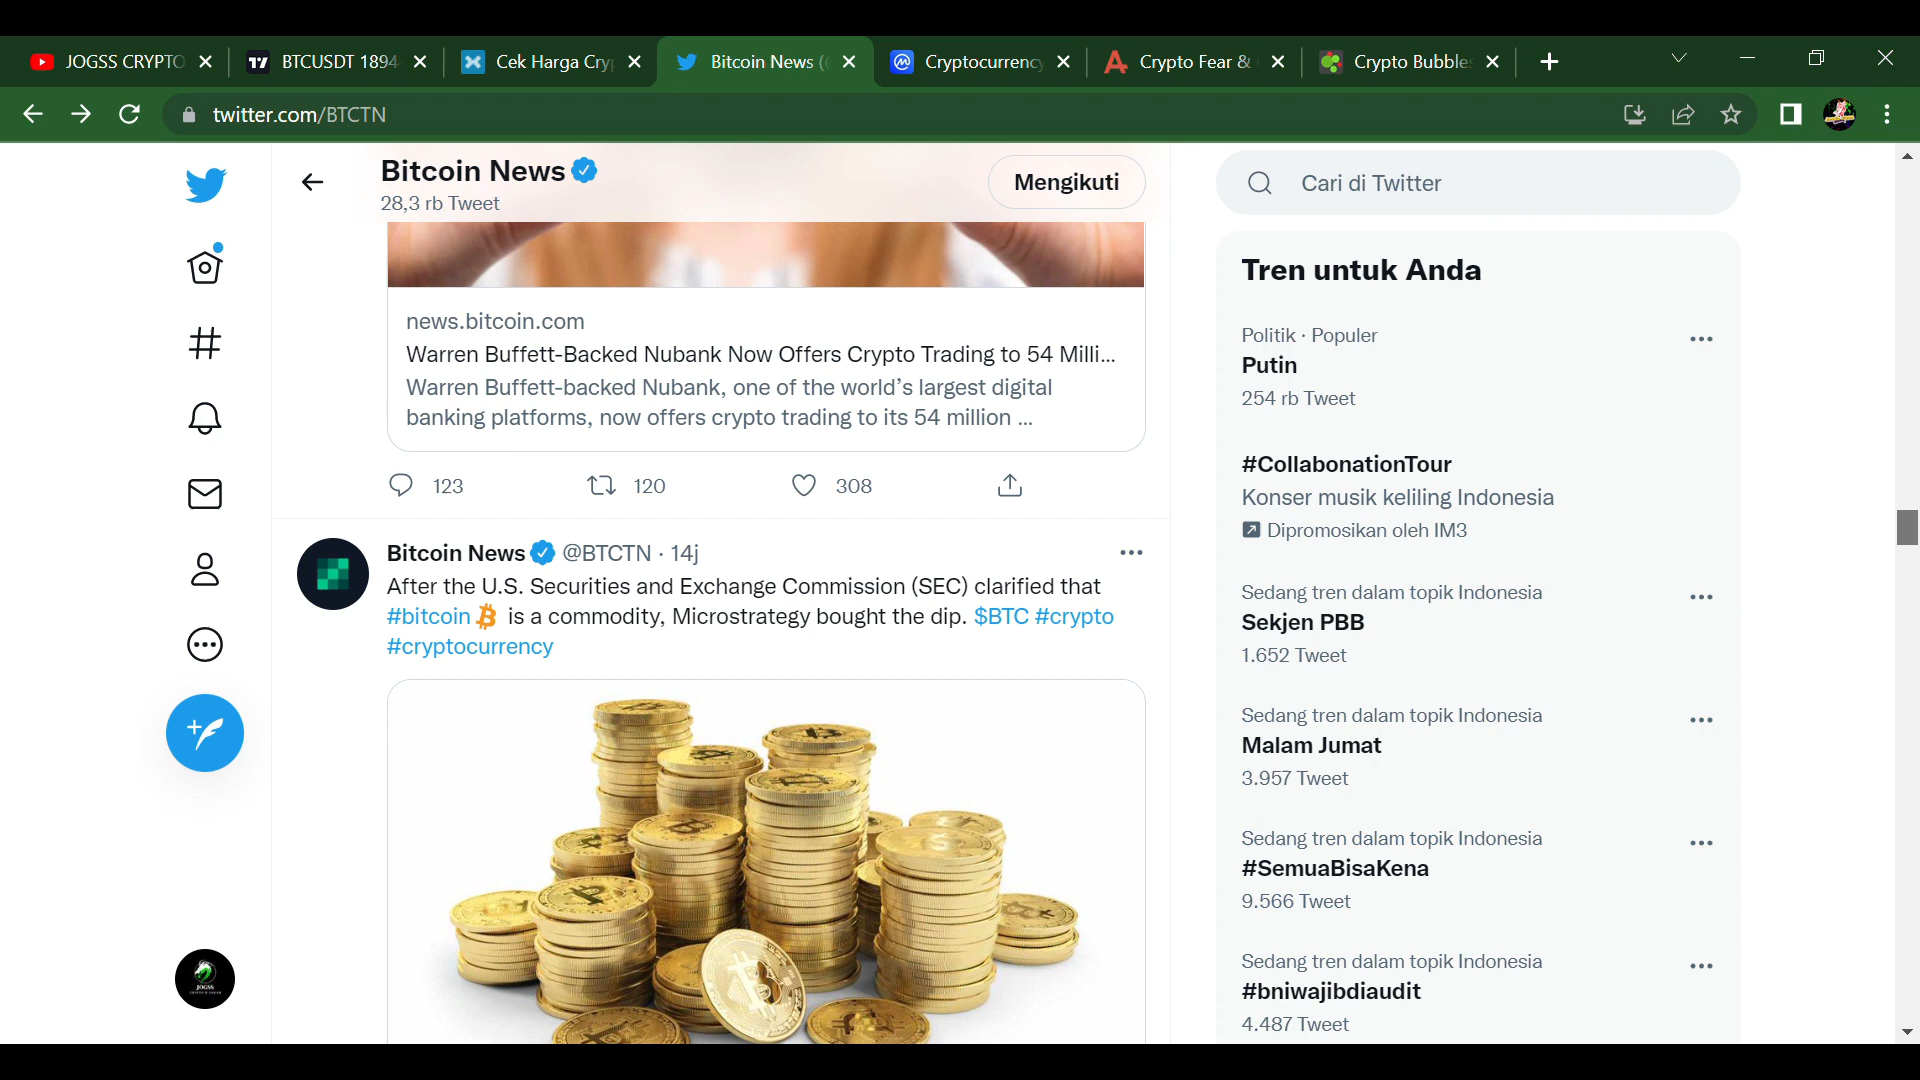 JOGSS CRYPTO
BTCUSDT 1894
Cek Harga Cryp
Bitcoin News (
Cryptocurrency
Crypto Fear &
Crypto Bubbles
twitter.com/BTCTN
Bitcoin News
28,3 rb Tweet
Mengikuti
news.bitcoin.com
Warren Buffett-Backed Nubank Now Offers Crypto Trading to 54 Milli...
Warren Buffett-backed Nubank, one of the world's largest digital
banking platforms, now offers crypto trading to its 54 million ...
123
120
308
Bitcoin News @BTCTN · 14j
After the U.S. Securities and Exchange Commission (SEC) clarified that
#bitcoin is a commodity, Microstrategy bought the dip. $BTC #crypto
#cryptocurrency
Cari di Twitter
Tren untuk Anda
Politik · Populer
Putin
254 rb Tweet
#CollabonationTour
Konser musik keliling Indonesia
Dipromosikan oleh IM3
Sedang tren dalam topik Indonesia
Sekjen PBB
1.652 Tweet
Sedang tren dalam topik Indonesia
Malam Jumat
3.957 Tweet
Sedang tren dalam topik Indonesia
#SemuaBisaKena
9.566 Tweet
Sedang tren dalam topik Indonesia
#bniwajibdiaudit
4.487 Tweet
JOGSS